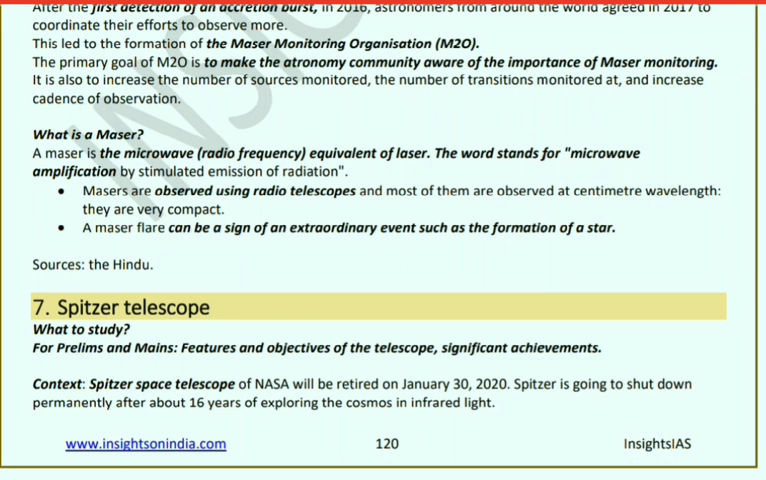 After the first detection of an accretion burst, in 2016, astronomers from around the world agreed in 2017 to
coordinate their efforts to observe more.
This led to the formation of the Maser Monitoring Organisation (M2O).
The primary goal of M2O is to make the atronomy community aware of the importance of Maser monitoring.
It is also to increase the number of sources monitored, the number of transitions monitored at, and increase
cadence of observation.
What is a Maser?
A maser is the microwave (radio frequency) equivalent of laser. The word stands for "microwave
amplification by stimulated emission of radiation".
• Masers are observed using radio telescopes and most of them are observed at centimetre wavelength:
they are very compact.
• A maser flare can be a sign of an extraordinary event such as the formation of a star.
Sources: the Hindu.
7. Spitzer telescope
What to study?
For Prelims and Mains: Features and objectives of the telescope, significant achievements.
Context: Spitzer space telescope of NASA will be retired on January 30, 2020. Spitzer is going to shut down
permanently after about 16 years of exploring the cosmos in infrared light.
www.insightsonindia.com 120 InsightsIAS